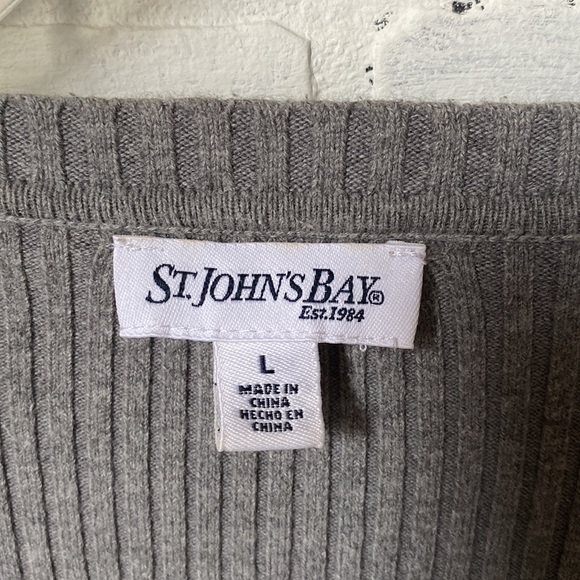 ST. JOHN'S BAY®
EST. 1984
L
MADE IN
CHINA
HECHO EN
CHINA